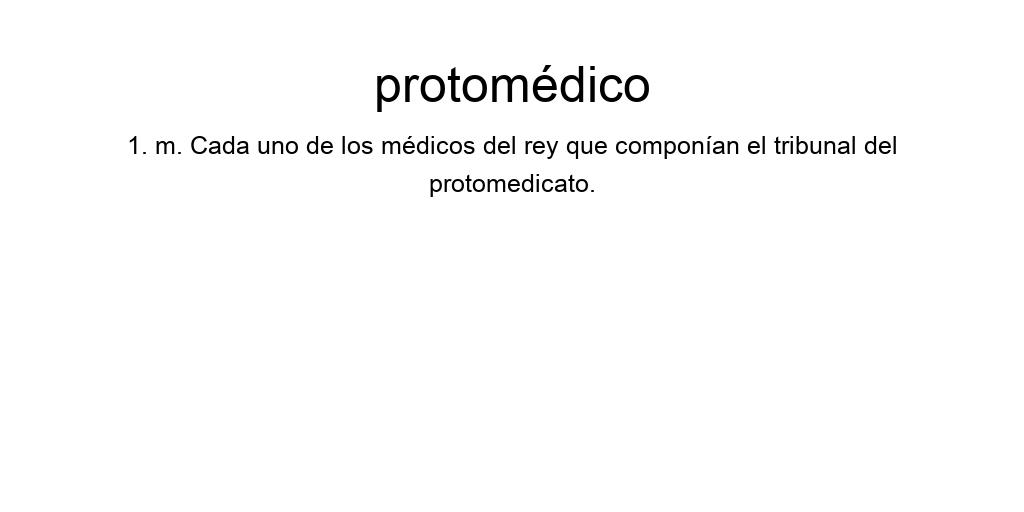 protomédico
1. m. Cada uno de los médicos del rey que componían el tribunal del
protomedicato.